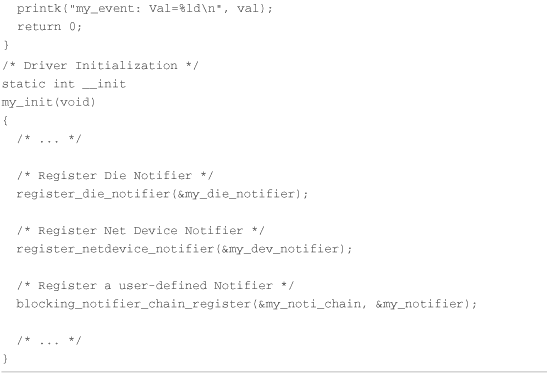 printk("my_event: Val=%ld\n", val);
return 0;
}
/* Driver Initialization */
static int __init
my_init(void)
{
/* ... */
/* Register Die Notifier */
register_die_notifier(&my_die_notifier);
/* Register Net Device Notifier */
register_netdevice_notifier(&my_dev_notifier);
/* Register a user-defined Notifier */
blocking_notifier_chain_register(&my_noti_chain, &my_notifier);
/* ... */
}